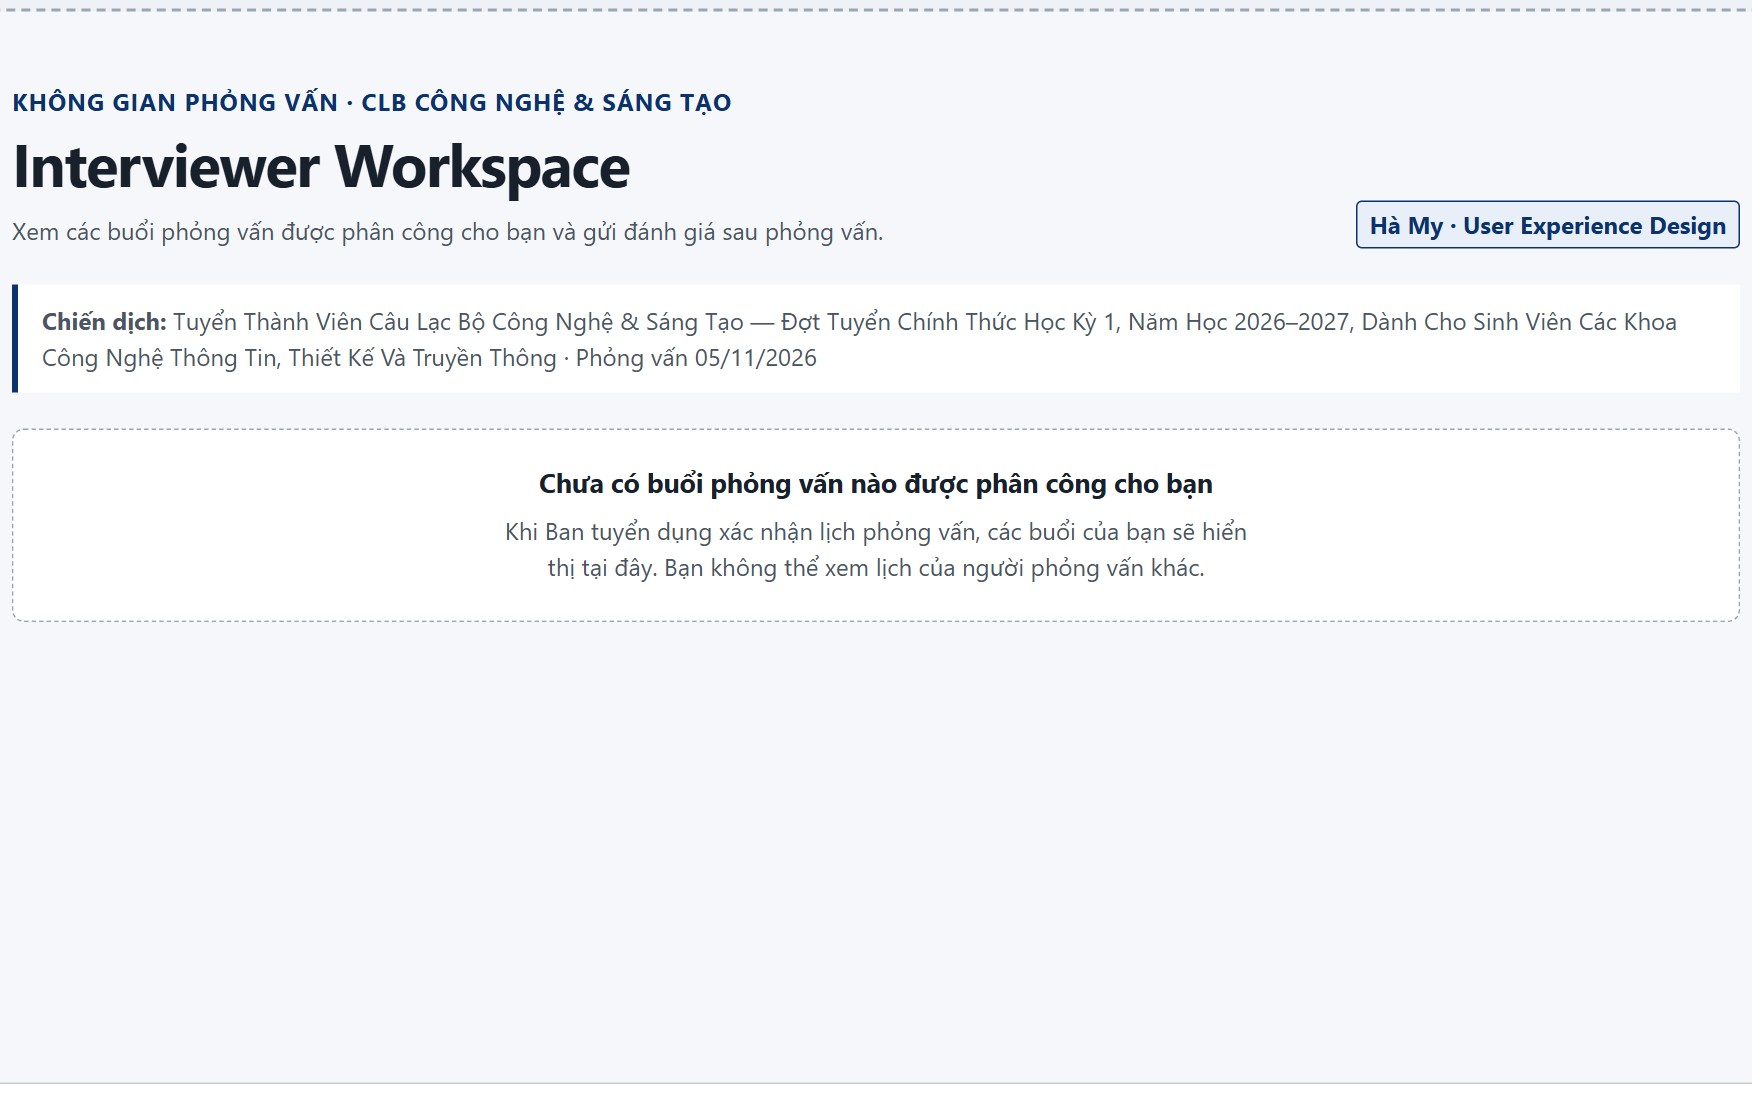 KHÔNG GIAN PHỎNG VẤN · CLB CÔNG NGHỆ & SÁNG TẠO
Interviewer Workspace
Xem các buổi phỏng vấn được phân công cho bạn và gửi đánh giá sau phỏng vấn.
Hà My · User Experience Design
Chiến dịch: Tuyển Thành Viên Câu Lạc Bộ Công Nghệ & Sáng Tạo — Đợt Tuyển Chính Thức Học Kỳ 1, Năm Học 2026–2027, Dành Cho Sinh Viên Các Khoa
Công Nghệ Thông Tin, Thiết Kế Và Truyền Thông · Phỏng vấn 05/11/2026
Chưa có buổi phỏng vấn nào được phân công cho bạn
Khi Ban tuyển dụng xác nhận lịch phỏng vấn, các buổi của bạn sẽ hiển
thị tại đây. Bạn không thể xem lịch của người phỏng vấn khác.